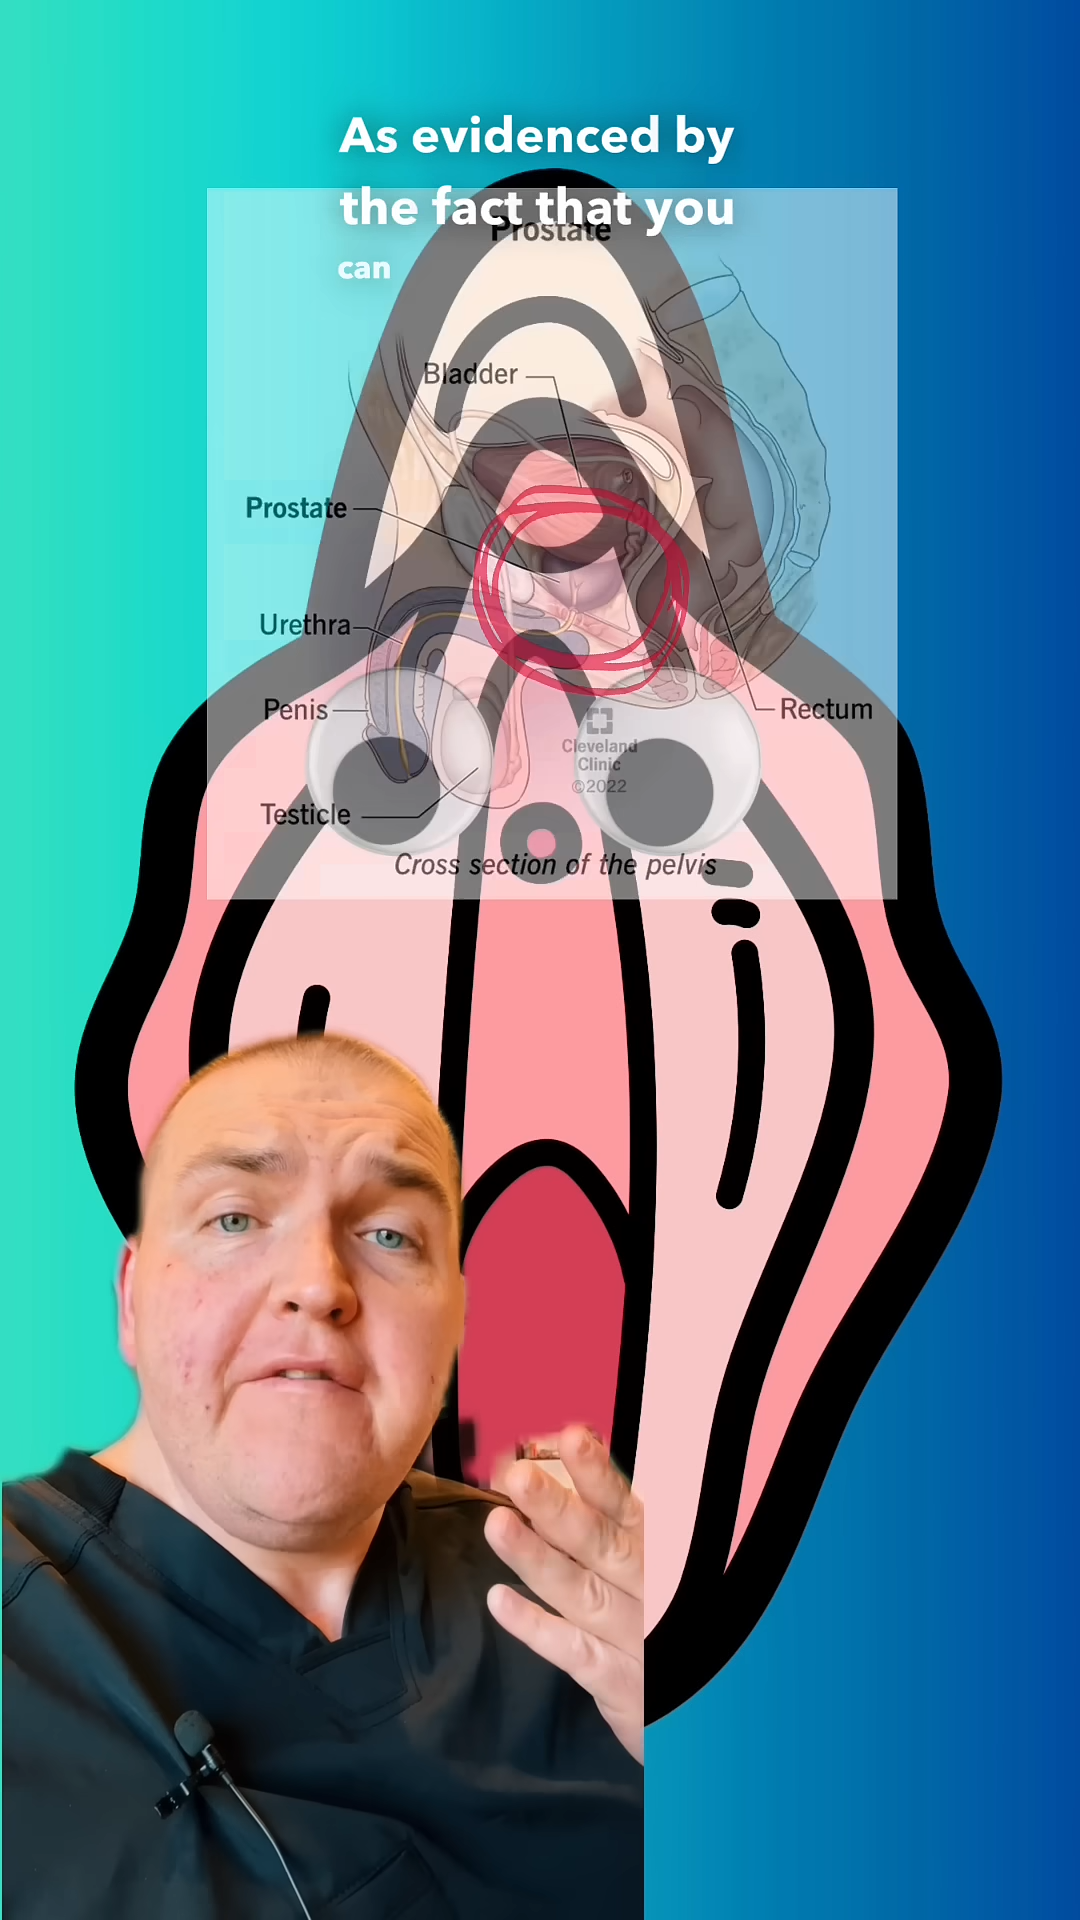 As evidenced by
the fact that you
can
Prostate
Bladder
Prostate
Urethra
Penis
Rectum
Cleveland
Clinic
©2022
Testicle
Cross section of the pelvis